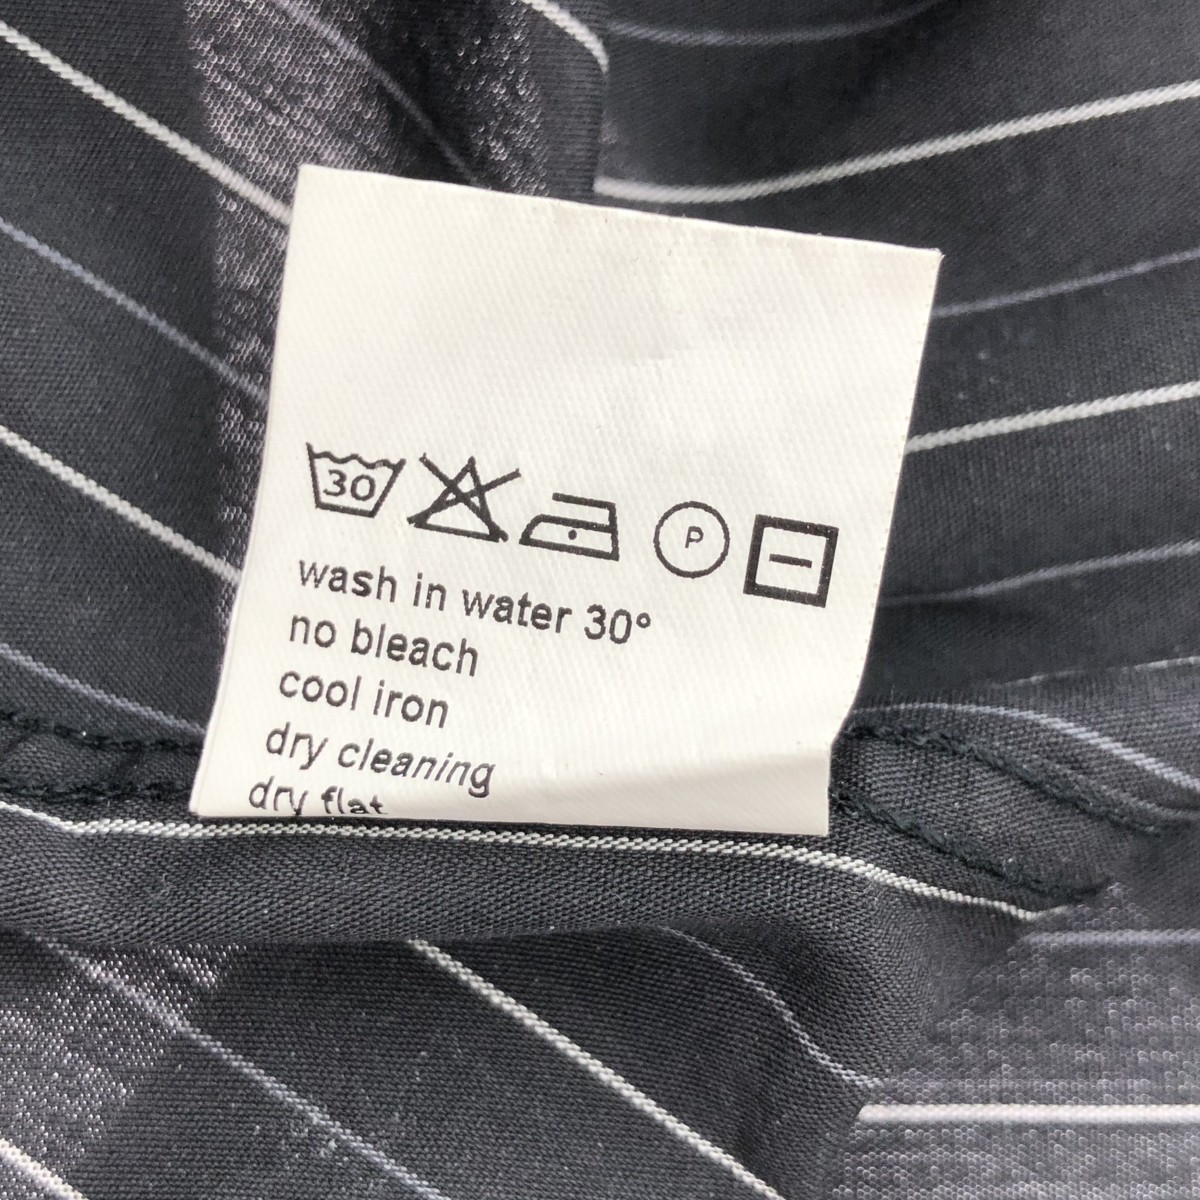 30 P
wash in water 30°
no bleach
cool iron
dry cleaning
dry flat